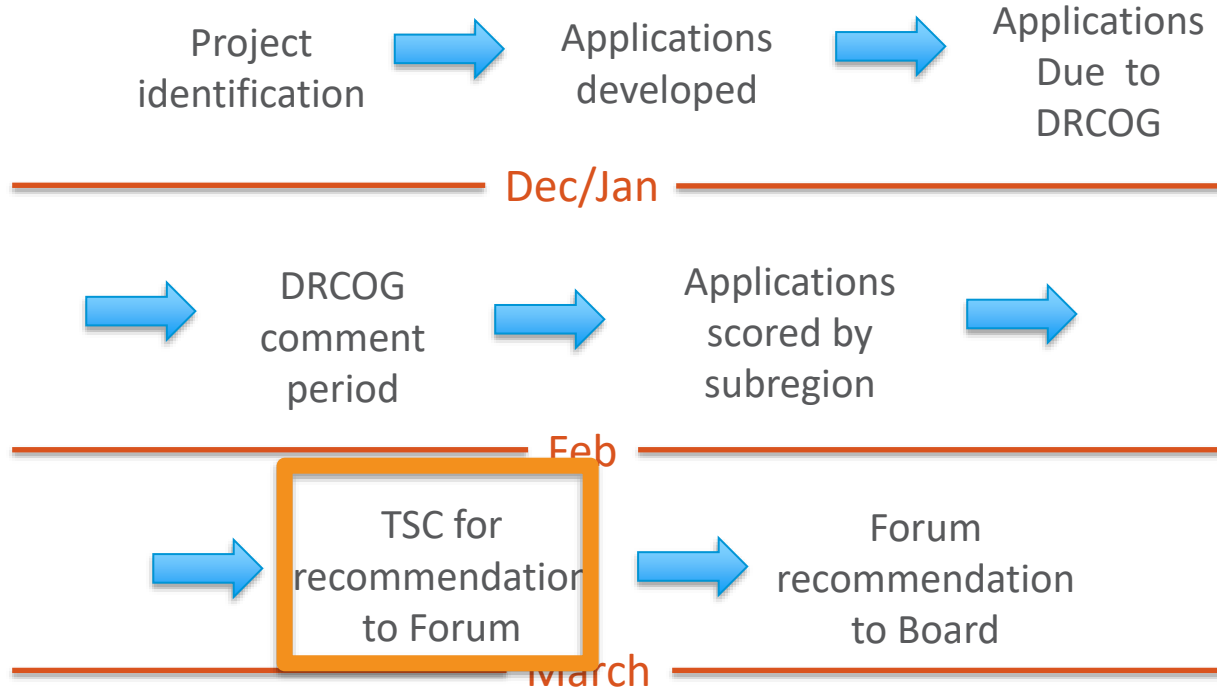 Project
identification
Applications
developed
Applications
Due to
DRCOG
Dec/Jan
DRCOG
comment
period
Applications
scored by
subregion
Feb
TSC for
recommendation
to Forum
Forum
recommendation
to Board
March